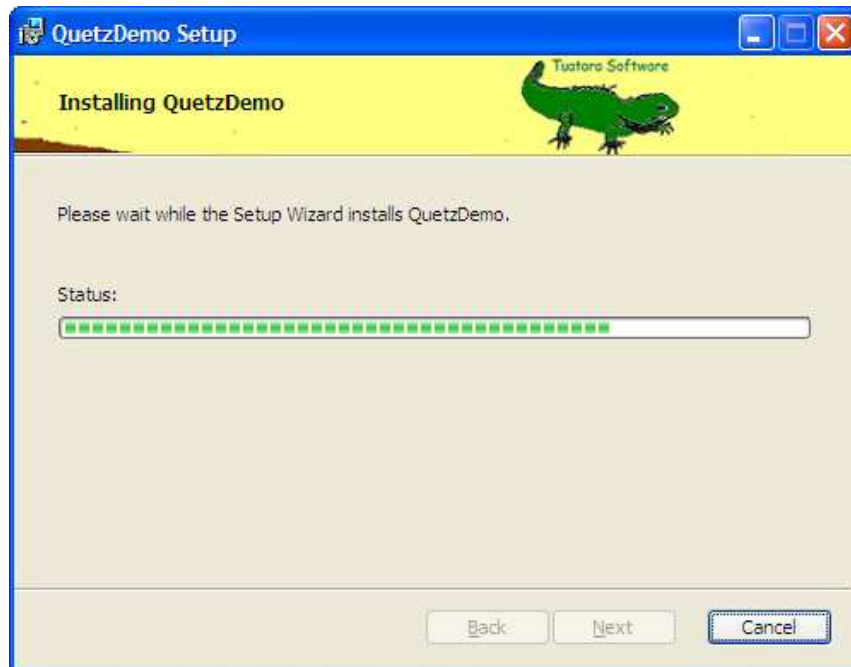 QuetzDemo Setup
Tuatara Software
Installing QuetzDemo
Please wait while the Setup Wizard installs QuetzDemo.
Status:
Back Next Cancel